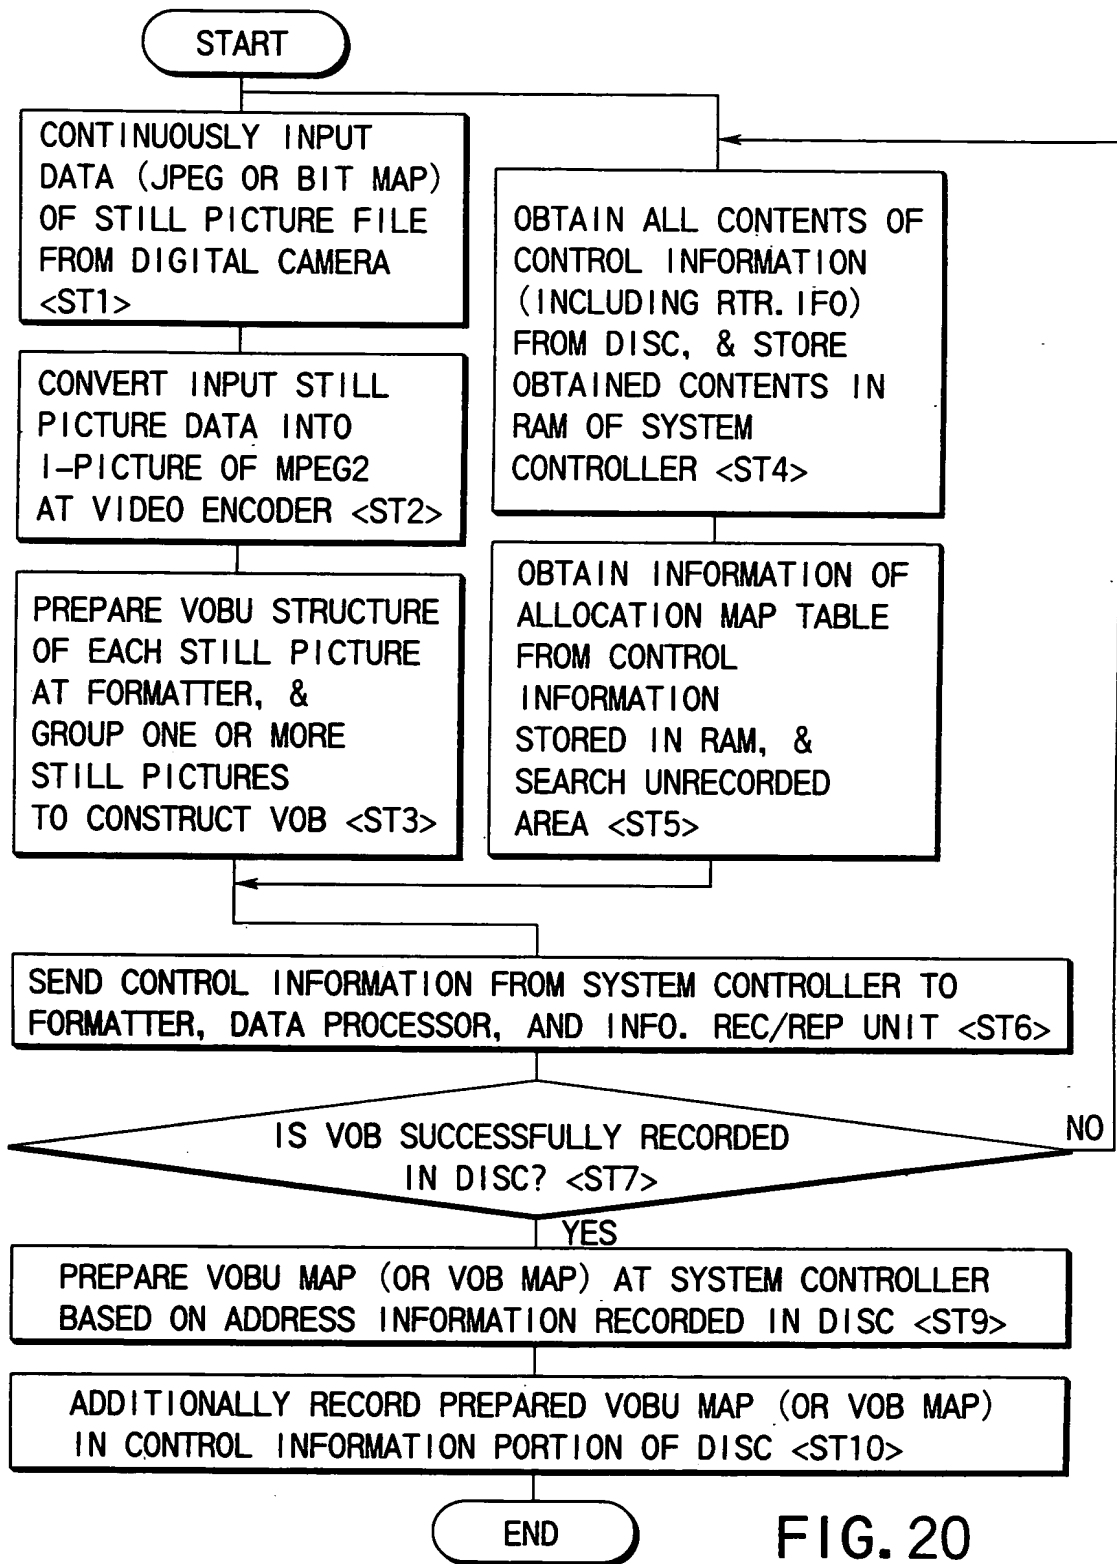 START
CONTINUOUSLY INPUT
DATA (JPEG OR BIT MAP)
OF STILL PICTURE FILE
FROM DIGITAL CAMERA
<ST1>
CONVERT INPUT STILL
PICTURE DATA INTO
I-PICTURE OF MPEG2
AT VIDEO ENCODER <ST2>
PREPARE VOBU STRUCTURE
OF EACH STILL PICTURE
AT FORMATTER, &
GROUP ONE OR MORE
STILL PICTURES
TO CONSTRUCT VOB <ST3>
OBTAIN ALL CONTENTS OF
CONTROL INFORMATION
(INCLUDING RTR.IFO)
FROM DISC, & STORE
OBTAINED CONTENTS IN
RAM OF SYSTEM
CONTROLLER <ST4>
OBTAIN INFORMATION OF
ALLOCATION MAP TABLE
FROM CONTROL
INFORMATION
STORED IN RAM, &
SEARCH UNRECORDED
AREA <ST5>
SEND CONTROL INFORMATION FROM SYSTEM CONTROLLER TO
FORMATTER, DATA PROCESSOR, AND INFO. REC/REP UNIT <ST6>
IS VOB SUCCESSFULLY RECORDED
IN DISC? <ST7>
NO
YES
PREPARE VOBU MAP (OR VOB MAP) AT SYSTEM CONTROLLER
BASED ON ADDRESS INFORMATION RECORDED IN DISC <ST9>
ADDITIONALLY RECORD PREPARED VOBU MAP (OR VOB MAP)
IN CONTROL INFORMATION PORTION OF DISC <ST10>
END
FIG. 20